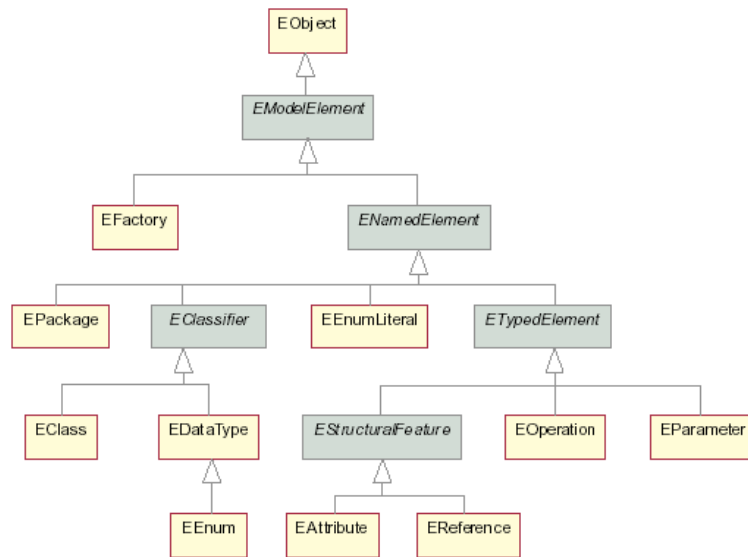 EObject
EModelElement
EFactory
ENamedElement
EPackage
EClassifier
EEnumLiteral
ETypedElement
EClass
EDataType
EStructuralFeature
EOperation
EParameter
EEnum
EAttribute
EReference